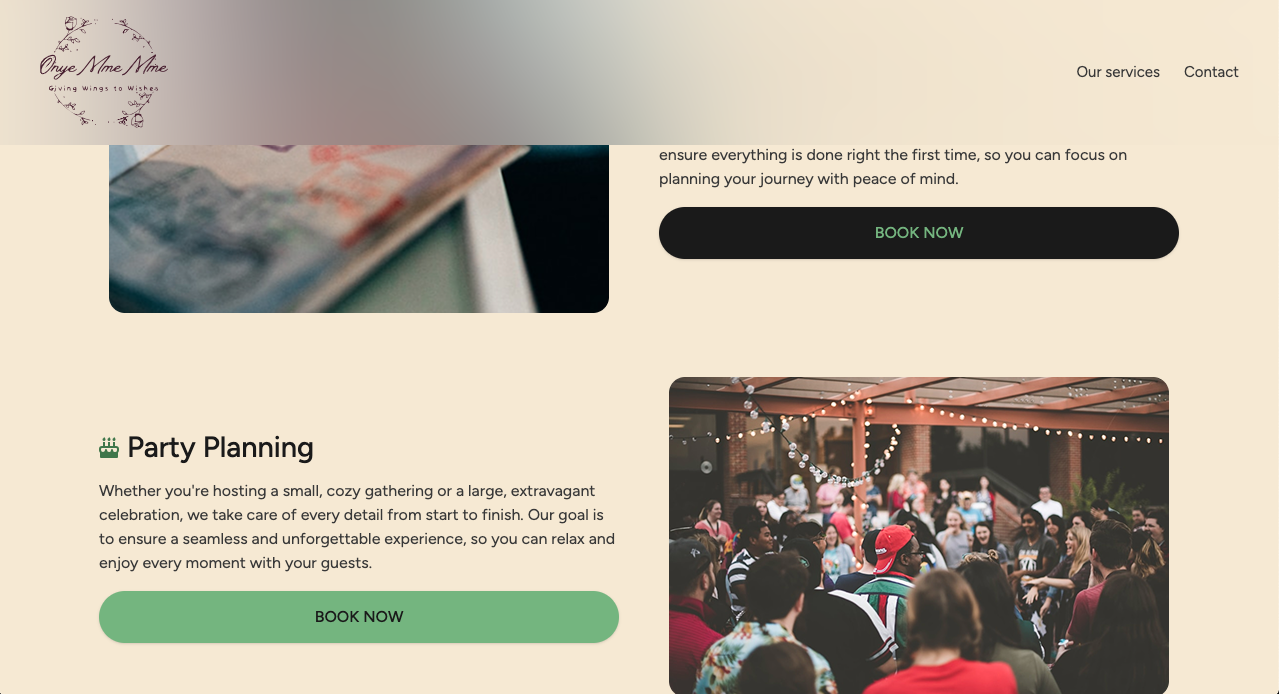 Onye Mme Mme
Giving Wings to Wishes
Our services
Contact
ensure everything is done right the first time, so you can focus on
planning your journey with peace of mind.
BOOK NOW
Party Planning
Whether you're hosting a small, cozy gathering or a large, extravagant
celebration, we take care of every detail from start to finish. Our goal is
to ensure a seamless and unforgettable experience, so you can relax and
enjoy every moment with your guests.
BOOK NOW